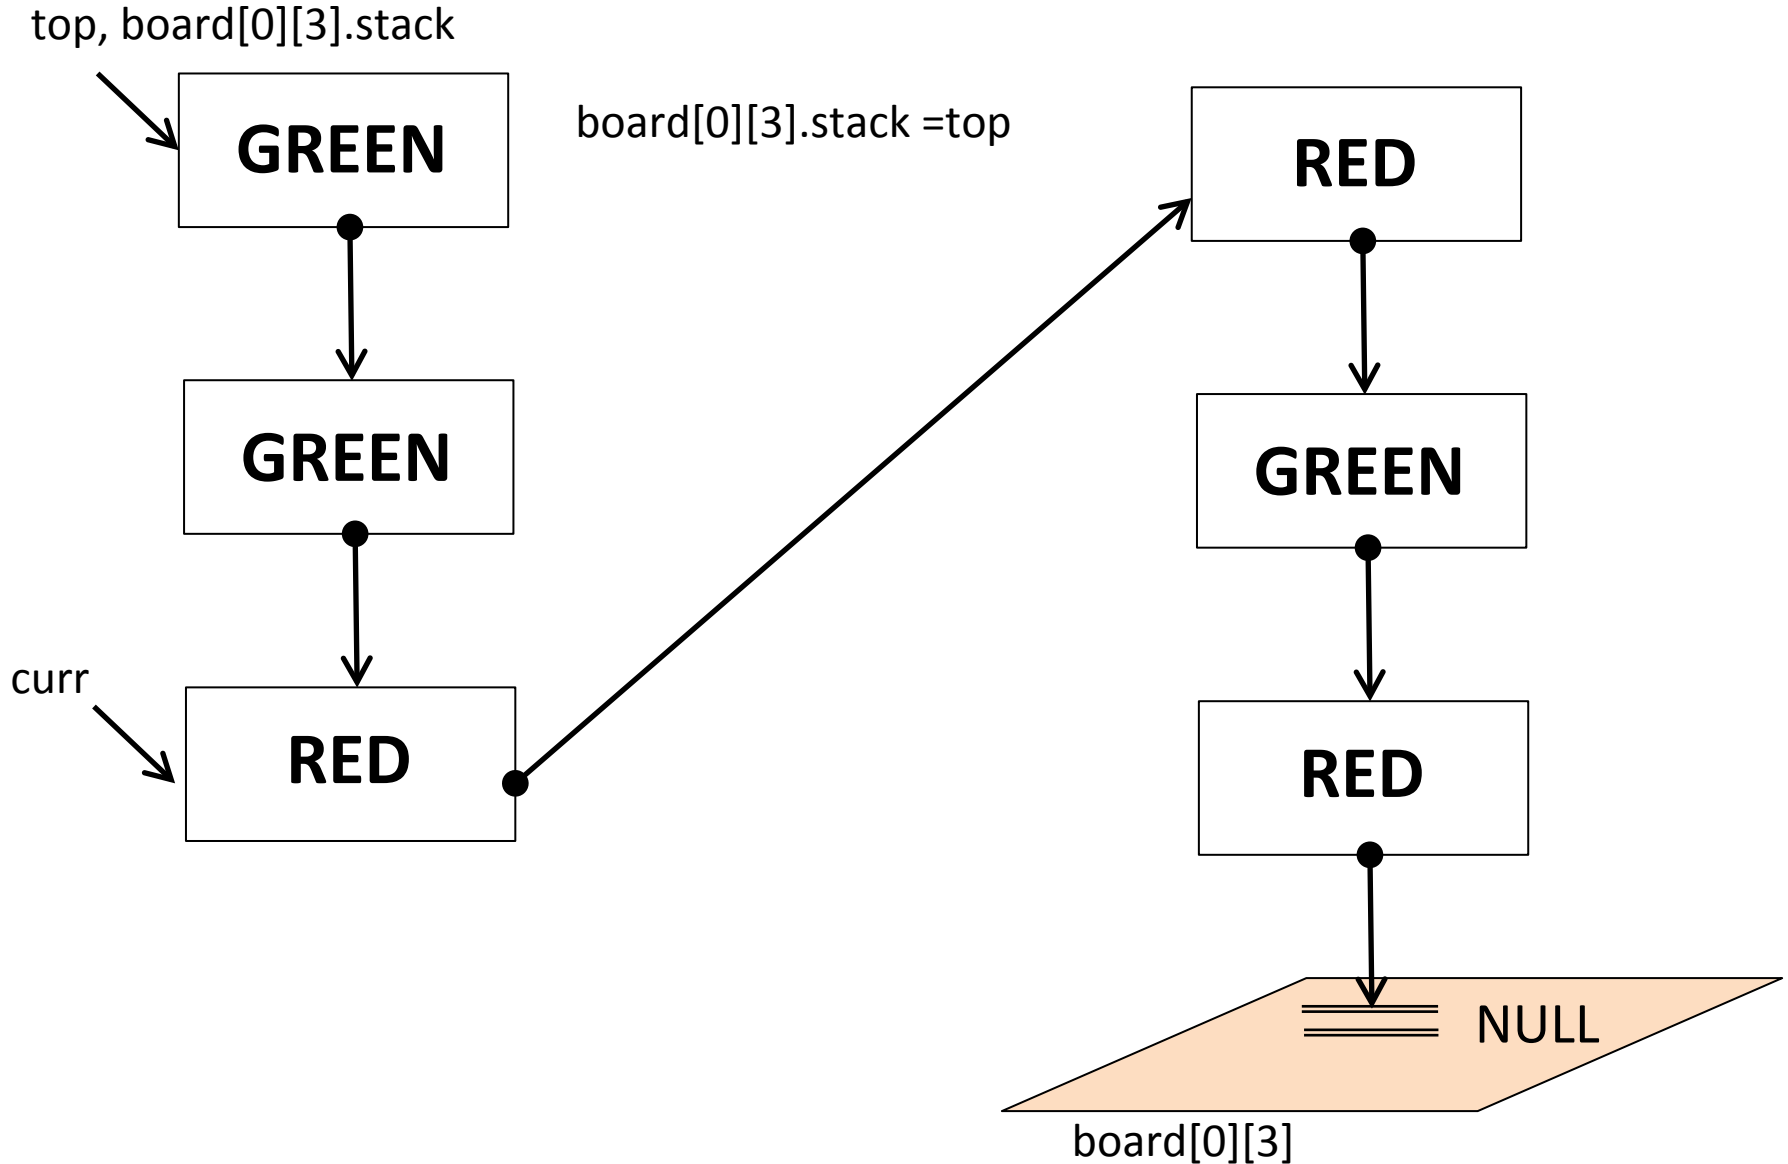 top, board[0][3].stack
GREEN
board[0][3].stack =top
GREEN
curr
RED
RED
GREEN
RED
NULL
board[0][3]